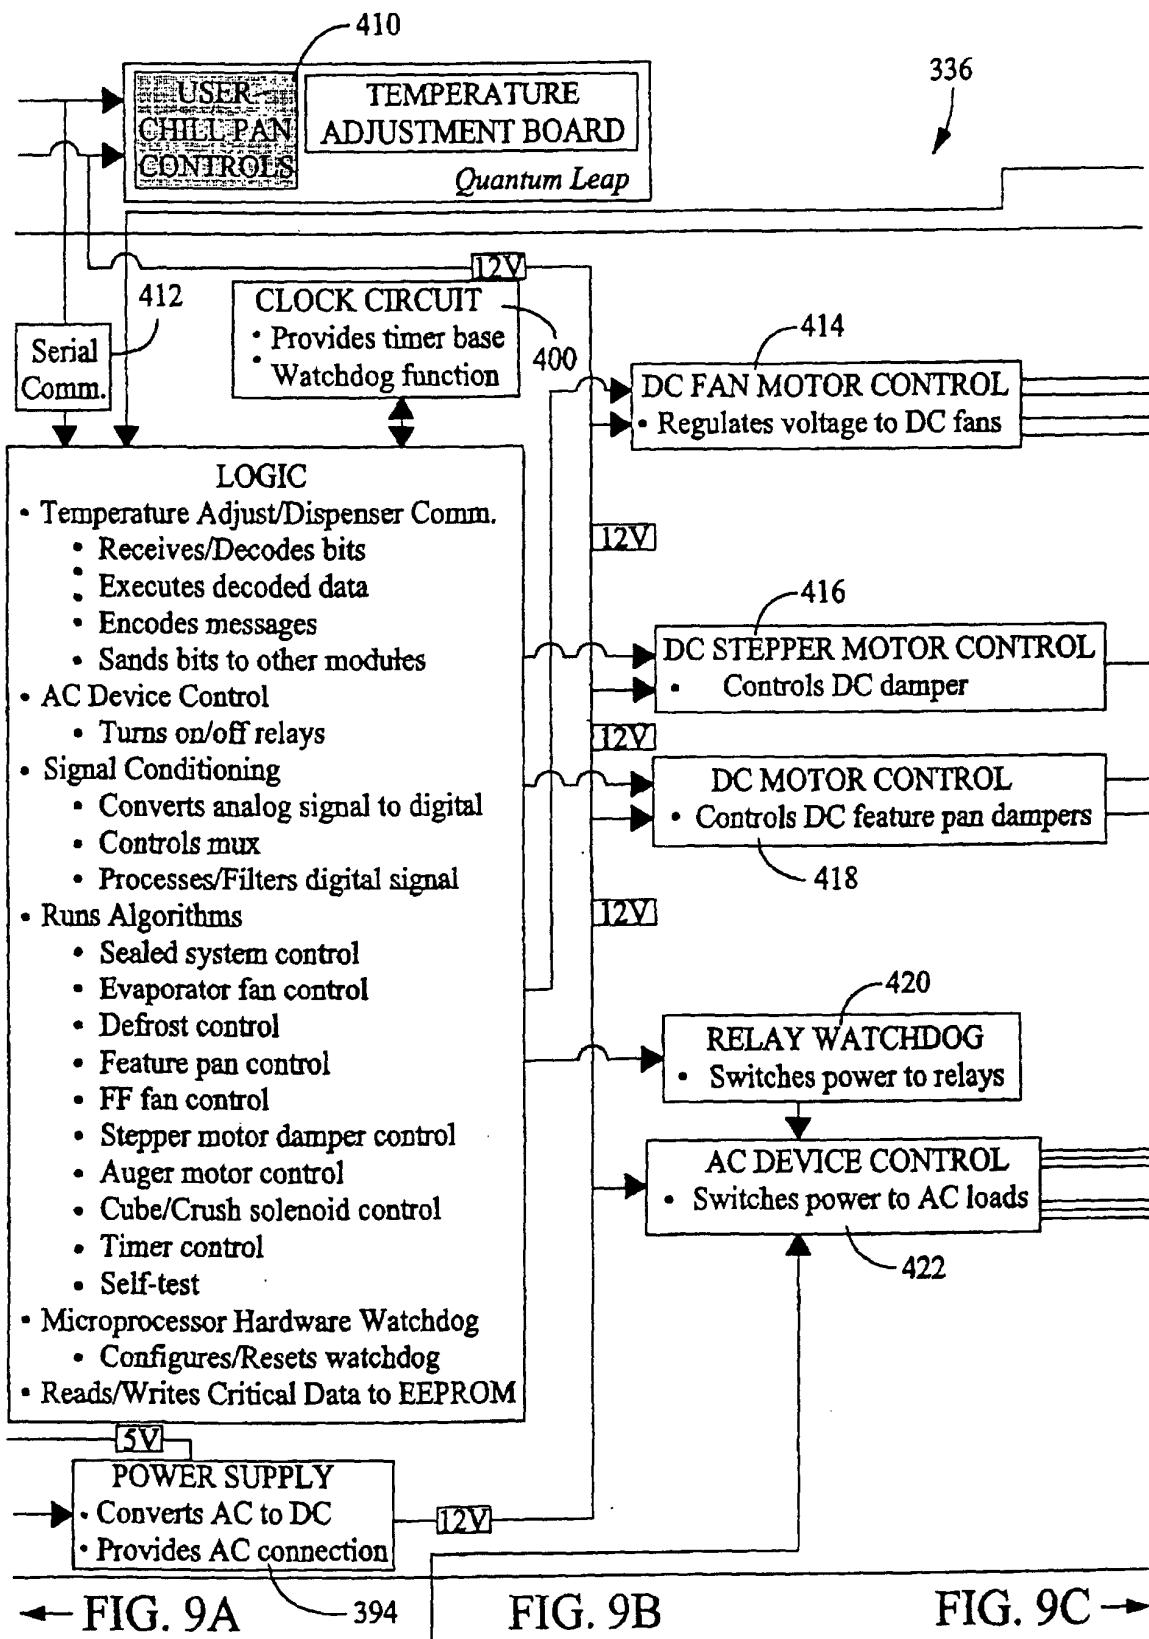 410
336
USER
CHILL PAN
CONTROLS
TEMPERATURE
ADJUSTMENT BOARD
Quantum Leap
12V
412
CLOCK CIRCUIT
• Provides timer base
• Watchdog function
400
Serial
Comm.
414
DC FAN MOTOR CONTROL
• Regulates voltage to DC fans
LOGIC
• Temperature Adjust/Dispenser Comm.
• Receives/Decodes bits
• Executes decoded data
• Encodes messages
• Sands bits to other modules
• AC Device Control
• Turns on/off relays
• Signal Conditioning
• Converts analog signal to digital
• Controls mux
• Processes/Filters digital signal
• Runs Algorithms
• Sealed system control
• Evaporator fan control
• Defrost control
• Feature pan control
• FF fan control
• Stepper motor damper control
• Auger motor control
• Cube/Crush solenoid control
• Timer control
• Self-test
• Microprocessor Hardware Watchdog
• Configures/Resets watchdog
• Reads/Writes Critical Data to EEPROM
12V
416
DC STEPPER MOTOR CONTROL
• Controls DC damper
12V
DC MOTOR CONTROL
• Controls DC feature pan dampers
418
12V
420
RELAY WATCHDOG
• Switches power to relays
AC DEVICE CONTROL
• Switches power to AC loads
422
5V
POWER SUPPLY
• Converts AC to DC
• Provides AC connection
12V
394
FIG. 9A
FIG. 9B
FIG. 9C